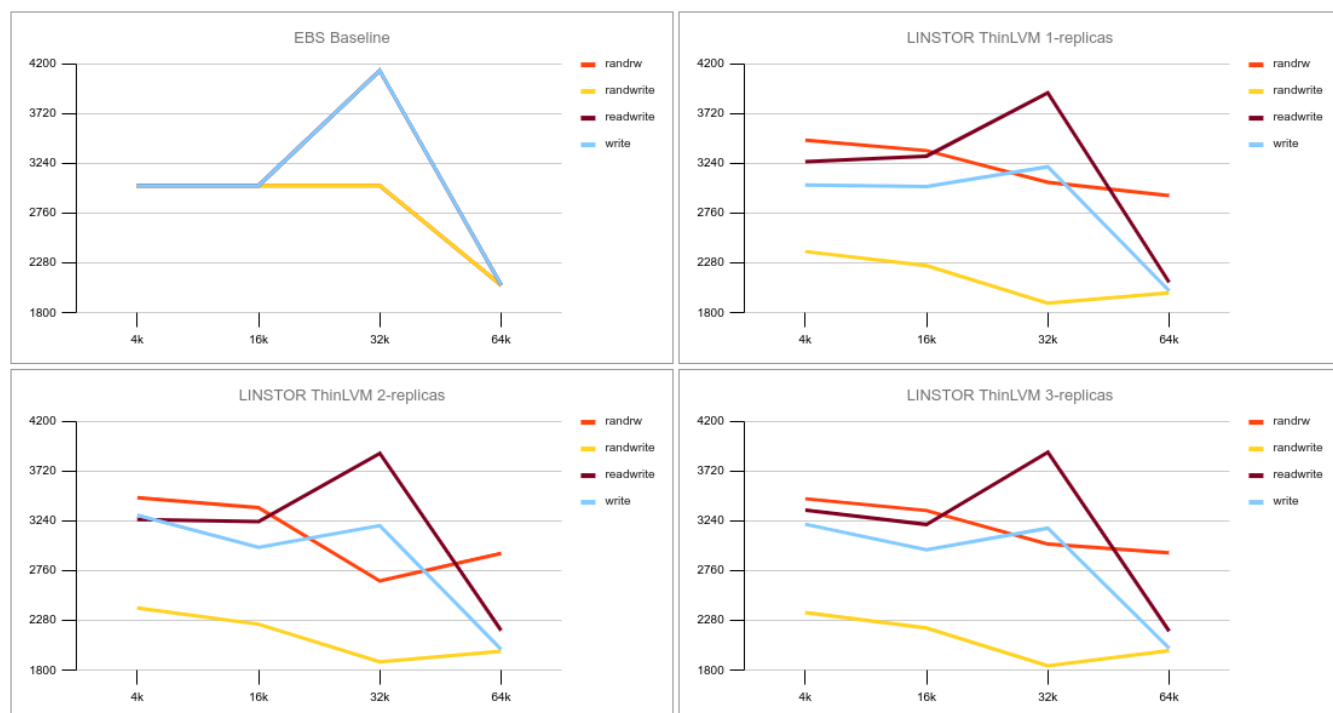 EBS Baseline
4200
3720
3240
2760
2280
1800
4k
16k
32k
64k
randrw
randwrite
readwrite
write
LINSTOR ThinLVM 1-replicas
4200
3720
3240
2760
2280
1800
4k
16k
32k
64k
randrw
randwrite
readwrite
write
LINSTOR ThinLVM 2-replicas
4200
3720
3240
2760
2280
1800
4k
16k
32k
64k
randrw
randwrite
readwrite
write
LINSTOR ThinLVM 3-replicas
4200
3720
3240
2760
2280
1800
4k
16k
32k
64k
randrw
randwrite
readwrite
write